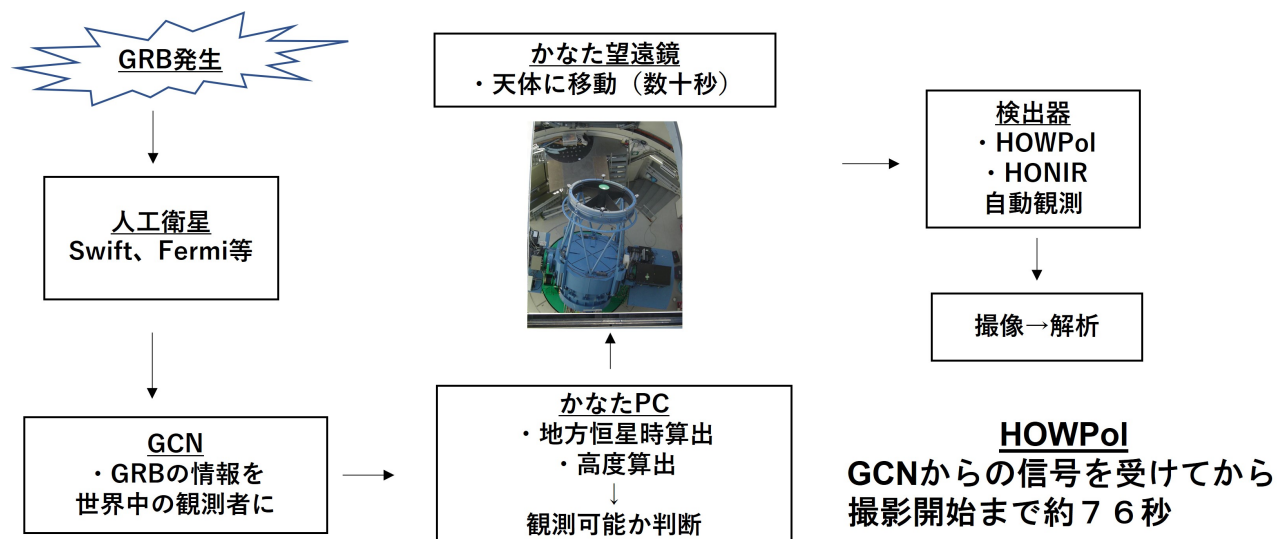 GRB発生
人工衛星
Swift、Fermi等
GCN
・GRBの情報を
世界中の観測者に
かなたPC
・地方恒星時算出
・高度算出
↓
観測可能か判断
かなた望遠鏡
・天体に移動（数十秒）
検出器
・HOWPol
・HONIR
自動観測
撮像→解析
HOWPol
GCNからの信号を受けてから
撮影開始まで約７６秒